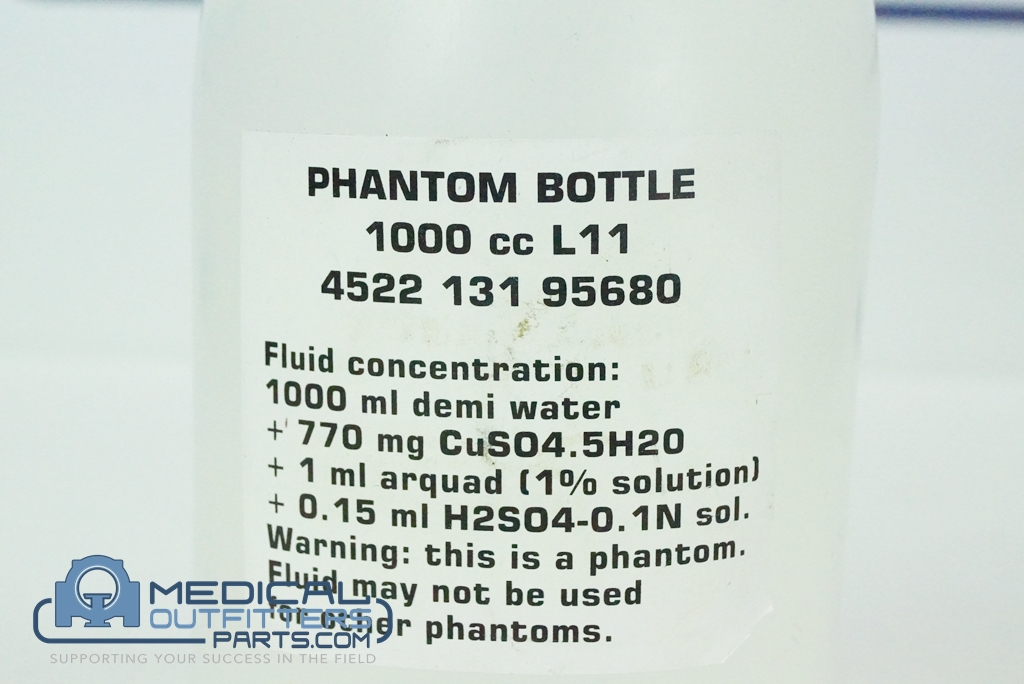 PHANTOM BOTTLE
1000 cc L11
4522 131 95680
Fluid concentration:
1000 ml demi water
+ 770 mg CuSO4.5H20
+ 1 ml arquad (1% solution)
+ 0.15 ml H2SO4-0.1N sol.
Warning: this is a phantom.
Fluid may not be used
for other phantoms.
MEDICAL
OUTFITTERS
PARTS.COM
SUPPORTING YOUR SUCCESS IN THE FIELD